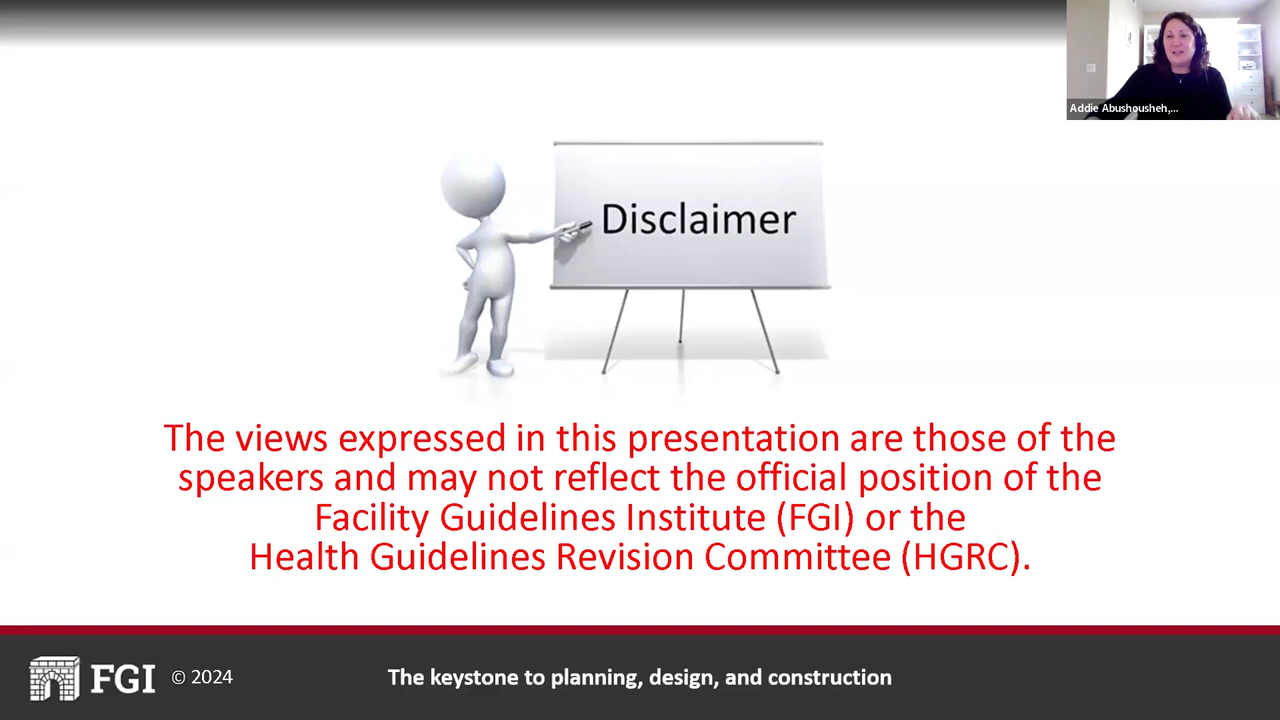 Addie Abushousheh,...
Disclaimer
The views expressed in this presentation are those of the
speakers and may not reflect the official position of the
Facility Guidelines Institute (FGI) or the
Health Guidelines Revision Committee (HGRC).
FGI © 2024
The keystone to planning, design, and construction